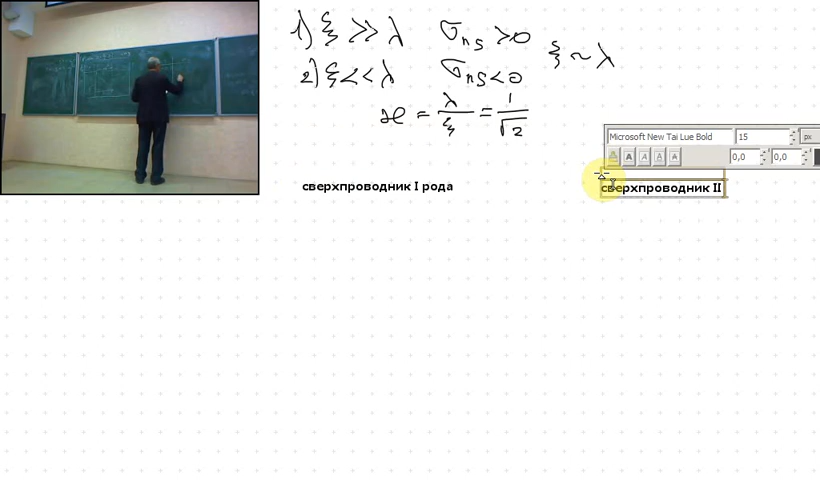 1) ξ >> λ σns > 0
ξ ~ λ
2) ξ << λ σns < 0
æ = λ/ξ = 1/√2
Microsoft New Tai Lue Bold 15 px
A A A A A 0,0 0,0
сверхпроводник I рода
сверхпроводник II